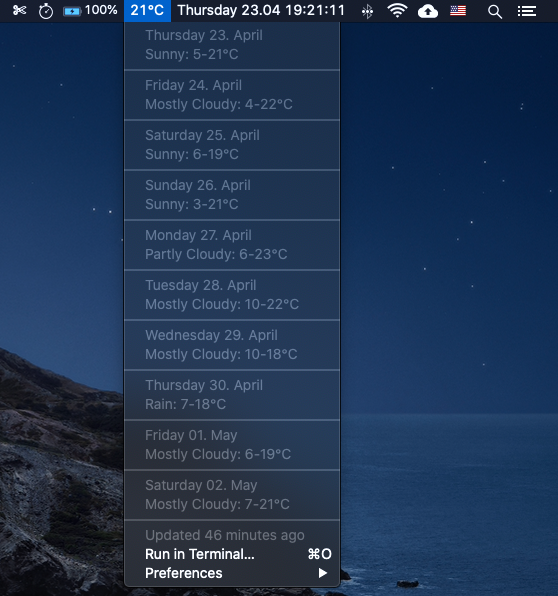 100% 21°C Thursday 23.04 19:21:11
Thursday 23. April
Sunny: 5-21°C
Friday 24. April
Mostly Cloudy: 4-22°C
Saturday 25. April
Sunny: 6-19°C
Sunday 26. April
Sunny: 3-21°C
Monday 27. April
Partly Cloudy: 6-23°C
Tuesday 28. April
Mostly Cloudy: 10-22°C
Wednesday 29. April
Mostly Cloudy: 10-18°C
Thursday 30. April
Rain: 7-18°C
Friday 01. May
Mostly Cloudy: 6-19°C
Saturday 02. May
Mostly Cloudy: 7-21°C
Updated 46 minutes ago
Run in Terminal... ⌘O
Preferences